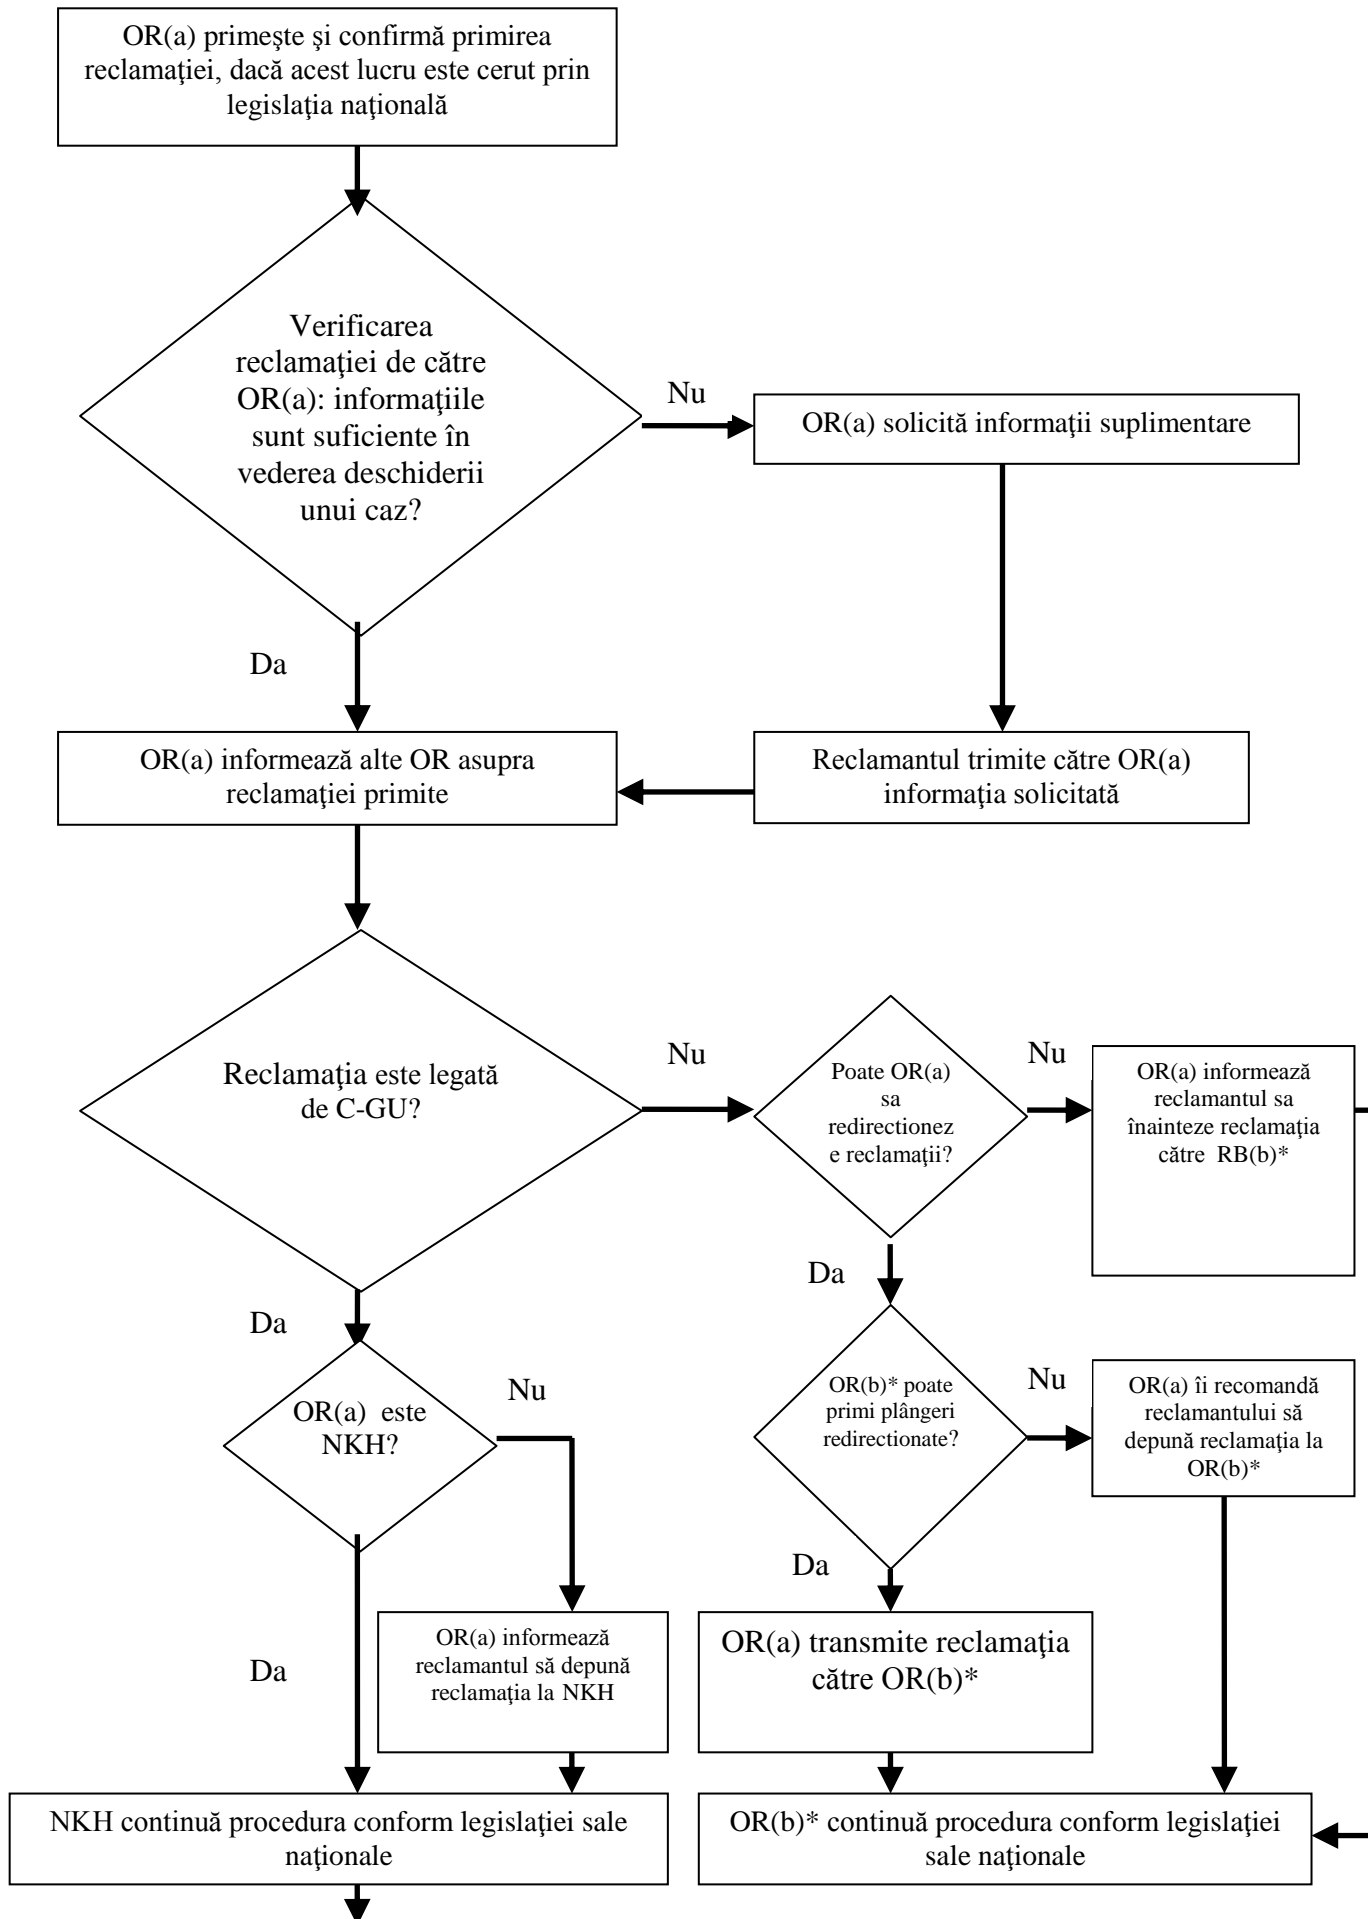 OR(a) primeşte şi confirmă primirea
reclamaţiei, dacă acest lucru este cerut prin
legislaţia naţională
Verificarea
reclamaţiei de către
OR(a): informaţiile
sunt suficiente în
vederea deschiderii
unui caz?
Nu
OR(a) solicită informaţii suplimentare
Da
OR(a) informează alte OR asupra
reclamaţiei primite
Reclamantul trimite către OR(a)
informaţia solicitată
Reclamaţia este legată
de C-GU?
Nu
Poate OR(a)
sa
redirectionez
e reclamaţii?
Nu
OR(a) informează
reclamantul sa
înainteze reclamaţia
către RB(b)*
Da
Da
OR(a) este
NKH?
Nu
OR(b)* poate
primi plângeri
redirectionate?
Nu
OR(a) îi recomandă
reclamantului să
depună reclamaţia la
OR(b)*
Da
Da
OR(a) informează
reclamantul să depună
reclamaţia la NKH
OR(a) transmite reclamaţia
către OR(b)*
NKH continuă procedura conform legislaţiei sale
naţionale
OR(b)* continuă procedura conform legislaţiei
sale naţionale